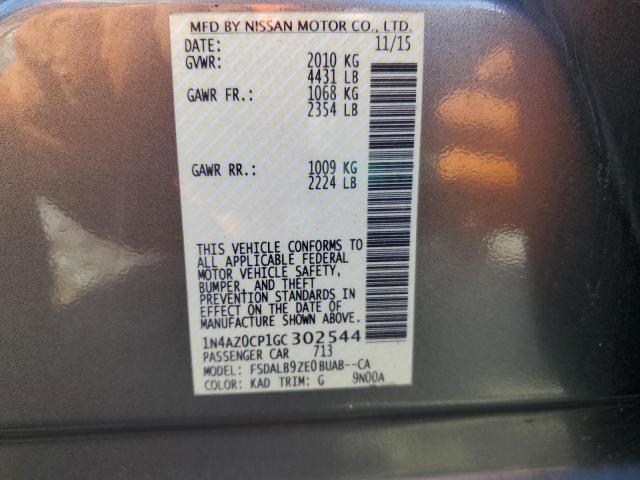 MFD BY NISSAN MOTOR CO., LTD.
DATE: 11/15
GVWR: 2010 KG
4431 LB
GAWR FR.: 1068 KG
2354 LB
GAWR RR.: 1009 KG
2224 LB
THIS VEHICLE CONFORMS TO
ALL APPLICABLE FEDERAL
MOTOR VEHICLE SAFETY,
BUMPER, AND THEFT
PREVENTION STANDARDS IN
EFFECT ON THE DATE OF
MANUFACTURE SHOWN ABOVE.
1N4AZ0CP1GC302544
PASSENGER CAR 713
MODEL: FSDALB9ZE0BUAB--CA
COLOR: KAD TRIM: G 9N00A